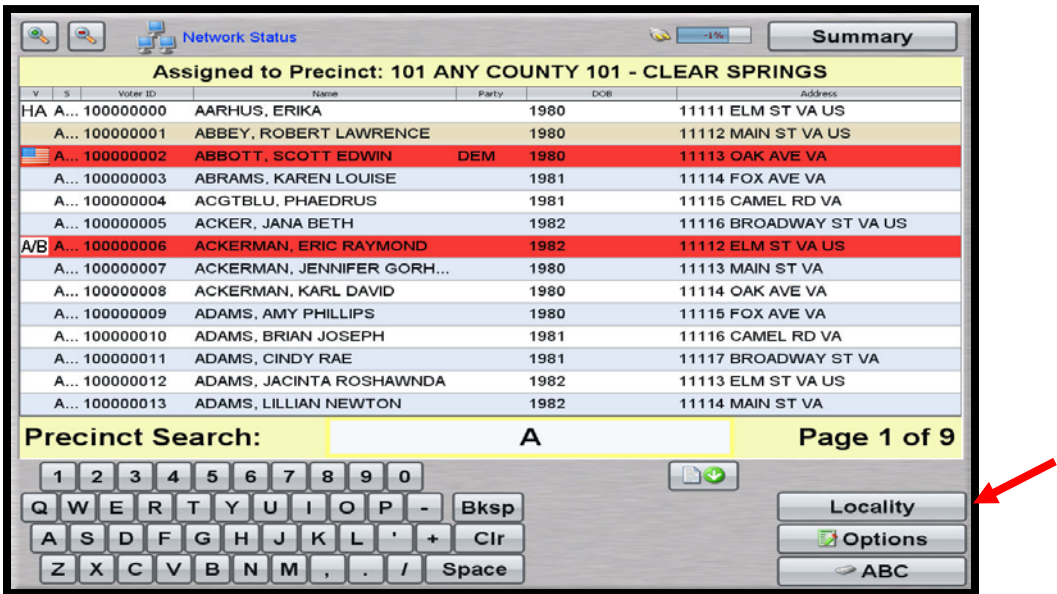 Network Status -1% Summary
Assigned to Precinct: 101 ANY COUNTY 101 - CLEAR SPRINGS
V S Voter ID Name Party DOB Address
HA A... 100000000 AARHUS, ERIKA 1980 11111 ELM ST VA US
A... 100000001 ABBEY, ROBERT LAWRENCE 1980 11112 MAIN ST VA US
A... 100000002 ABBOTT, SCOTT EDWIN DEM 1980 11113 OAK AVE VA
A... 100000003 ABRAMS, KAREN LOUISE 1981 11114 FOX AVE VA
A... 100000004 ACGTBLU, PHAEDRUS 1981 11115 CAMEL RD VA
A... 100000005 ACKER, JANA BETH 1982 11116 BROADWAY ST VA US
A/B A... 100000006 ACKERMAN, ERIC RAYMOND 1982 11112 ELM ST VA US
A... 100000007 ACKERMAN, JENNIFER GORH... 1980 11113 MAIN ST VA
A... 100000008 ACKERMAN, KARL DAVID 1980 11114 OAK AVE VA
A... 100000009 ADAMS, AMY PHILLIPS 1980 11115 FOX AVE VA
A... 100000010 ADAMS, BRIAN JOSEPH 1981 11116 CAMEL RD VA
A... 100000011 ADAMS, CINDY RAE 1981 11117 BROADWAY ST VA
A... 100000012 ADAMS, JACINTA ROSHAWNDA 1982 11113 ELM ST VA US
A... 100000013 ADAMS, LILLIAN NEWTON 1982 11114 MAIN ST VA
Precinct Search: A Page 1 of 9
1 2 3 4 5 6 7 8 9 0
Q W E R T Y U I O P - Bksp Locality
A S D F G H J K L ' + Clr Options
Z X C V B N M , . / Space ABC